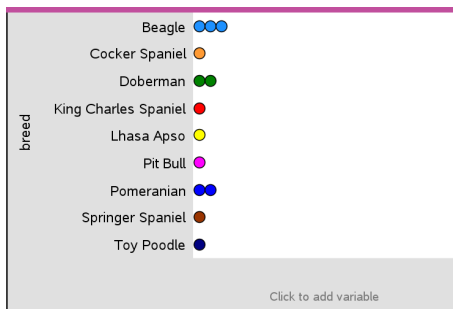 Beagle
Cocker Spaniel
Doberman
King Charles Spaniel
Lhasa Apso
Pit Bull
Pomeranian
Springer Spaniel
Toy Poodle
breed
Click to add variable